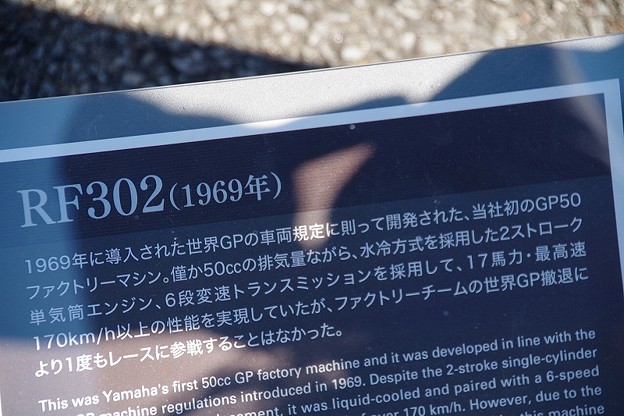 RF302(1969年)
1969年に導入された世界GPの車両規定に則って開発された、当社初のGP50
ファクトリーマシン。僅か50ccの排気量ながら、水冷方式を採用した2ストローク
単気筒エンジン、6段変速トランスミッションを採用して、17馬力・最高速
170km/h以上の性能を実現していたが、ファクトリーチームの世界GP撤退に
より1度もレースに参戦することはなかった。
This was Yamaha's first 50cc GP factory machine and it was developed in line with the
GP machine regulations introduced in 1969. Despite the 2-stroke single-cylinder
it was liquid-cooled and paired with a 6-speed
over 170 km/h. However, due to the
this machine